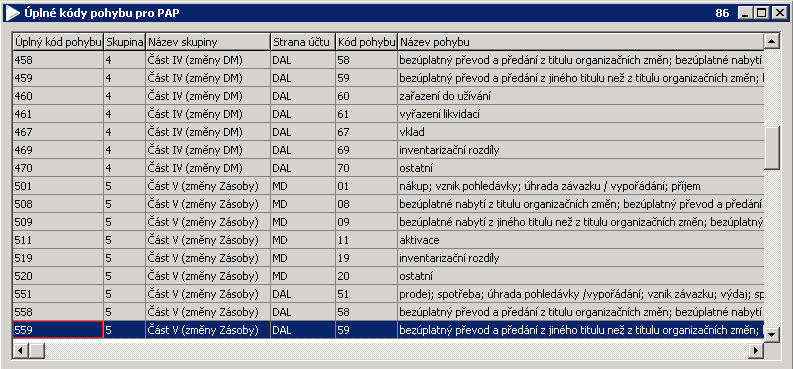 Úplné kódy pohybu pro PAP 86
Úplný kód pohybu Skupina Název skupiny Strana účtu Kód pohybu Název pohybu
458 4 Část IV (změny DM) DAL 58 bezúplatný převod a předání z titulu organizačních změn; bezúplatné nabytí
459 4 Část IV (změny DM) DAL 59 bezúplatný převod a předání z jiného titulu než z titulu organizačních změn;
460 4 Část IV (změny DM) DAL 60 zařazení do užívání
461 4 Část IV (změny DM) DAL 61 vyřazení likvidací
467 4 Část IV (změny DM) DAL 67 vklad
469 4 Část IV (změny DM) DAL 69 inventarizační rozdíly
470 4 Část IV (změny DM) DAL 70 ostatní
501 5 Část V (změny Zásoby) MD 01 nákup; vznik pohledávky; úhrada závazku / vypořádání; příjem
508 5 Část V (změny Zásoby) MD 08 bezúplatné nabytí z titulu organizačních změn; bezúplatný převod a předání
509 5 Část V (změny Zásoby) MD 09 bezúplatné nabytí z jiného titulu než z titulu organizačních změn; bezúplatný
511 5 Část V (změny Zásoby) MD 11 aktivace
519 5 Část V (změny Zásoby) MD 19 inventarizační rozdíly
520 5 Část V (změny Zásoby) MD 20 ostatní
551 5 Část V (změny Zásoby) DAL 51 prodej; spotřeba; úhrada pohledávky /vypořádání; vznik závazku; výdaj; sp
558 5 Část V (změny Zásoby) DAL 58 bezúplatný převod a předání z titulu organizačních změn; bezúplatné nabytí
559 5 Část V (změny Zásoby) DAL 59 bezúplatný převod a předání z jiného titulu než z titulu organizačních změn;